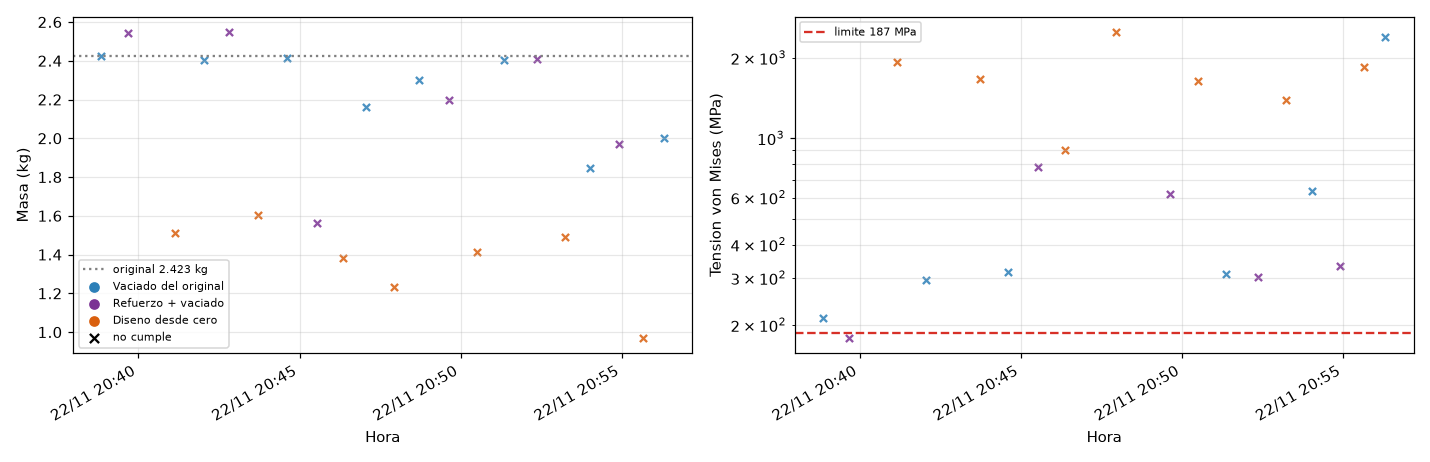 Masa (kg)
2.6
2.4
2.2
2.0
1.8
1.6
1.4
1.2
1.0
original 2.423 kg
Vaciado del original
Refuerzo + vaciado
Diseno desde cero
no cumple
22/11 20:40
22/11 20:45
22/11 20:50
22/11 20:55
Hora
Tension von Mises (MPa)
limite 187 MPa
2 × 10³
10³
6 × 10²
4 × 10²
3 × 10²
2 × 10²
22/11 20:40
22/11 20:45
22/11 20:50
22/11 20:55
Hora